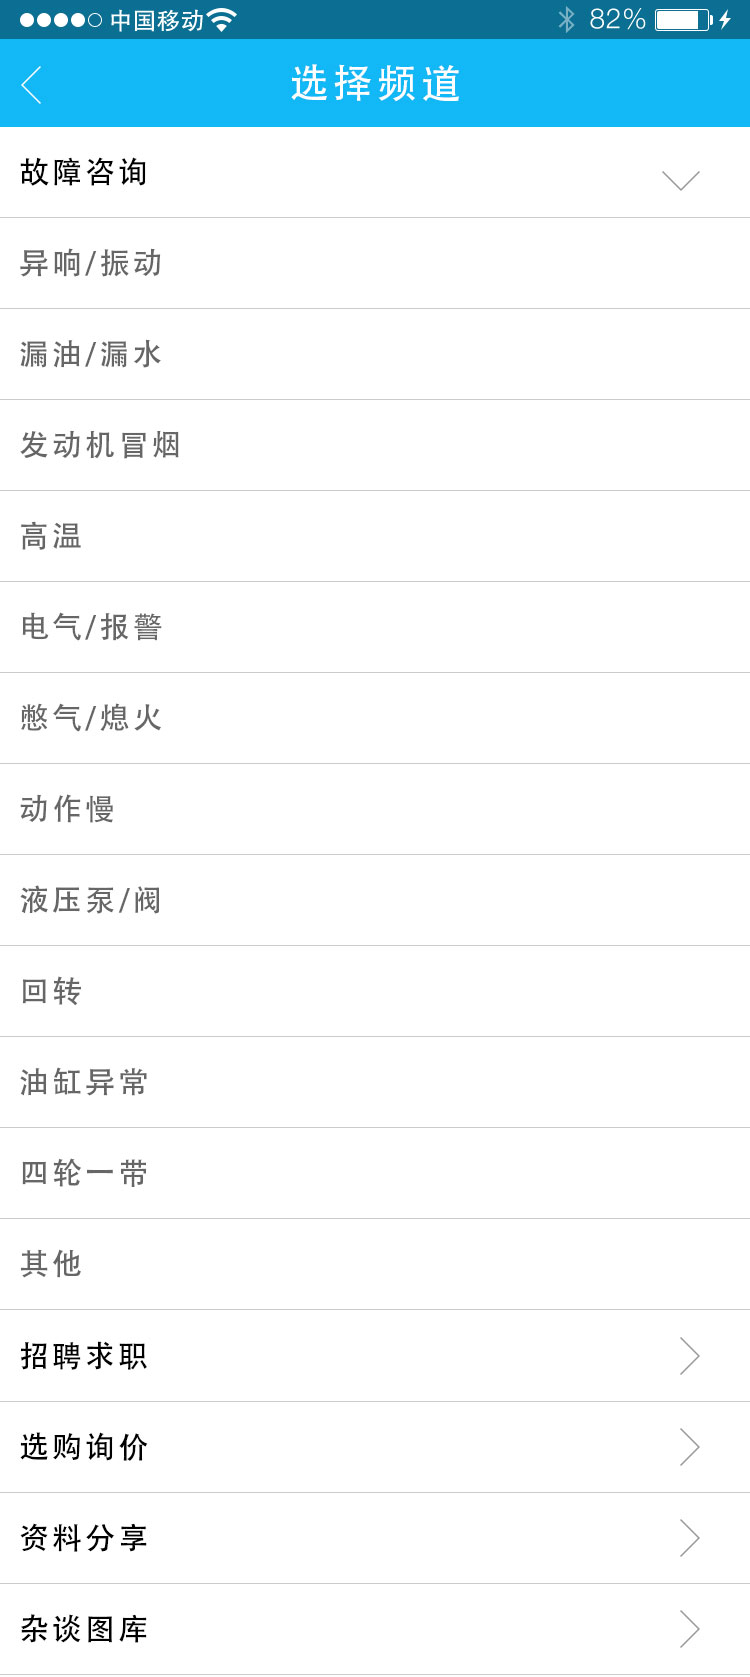 中国移动 82%
选择频道
故障咨询
异响/振动
漏油/漏水
发动机冒烟
高温
电气/报警
憋气/熄火
动作慢
液压泵/阀
回转
油缸异常
四轮一带
其他
招聘求职
选购询价
资料分享
杂谈图库